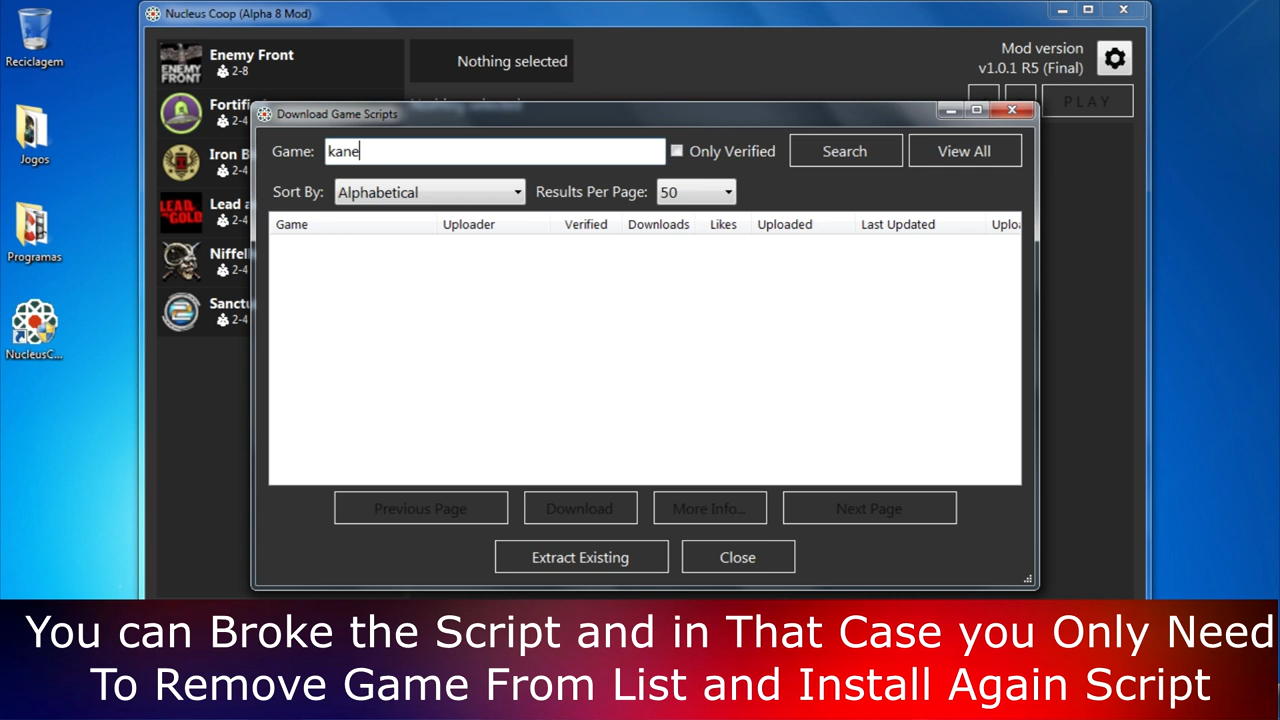 Reciclagem
Jogos
Programas
NucleusC...
Nucleus Coop (Alpha 8 Mod)
Enemy Front
2-8
Nothing selected
Mod version
v1.0.1 R5 (Final)
PLAY
Fortifi
2-4
Iron B
2-4
Lead a
2-4
Niffel
2-4
Sanctu
2-4
Download Game Scripts
Game: kane
Only Verified
Search
View All
Sort By: Alphabetical
Results Per Page: 50
Game Uploader Verified Downloads Likes Uploaded Last Updated Uploa
Previous Page
Download
More Info...
Next Page
Extract Existing
Close
You can Broke the Script and in That Case you Only Need
To Remove Game From List and Install Again Script